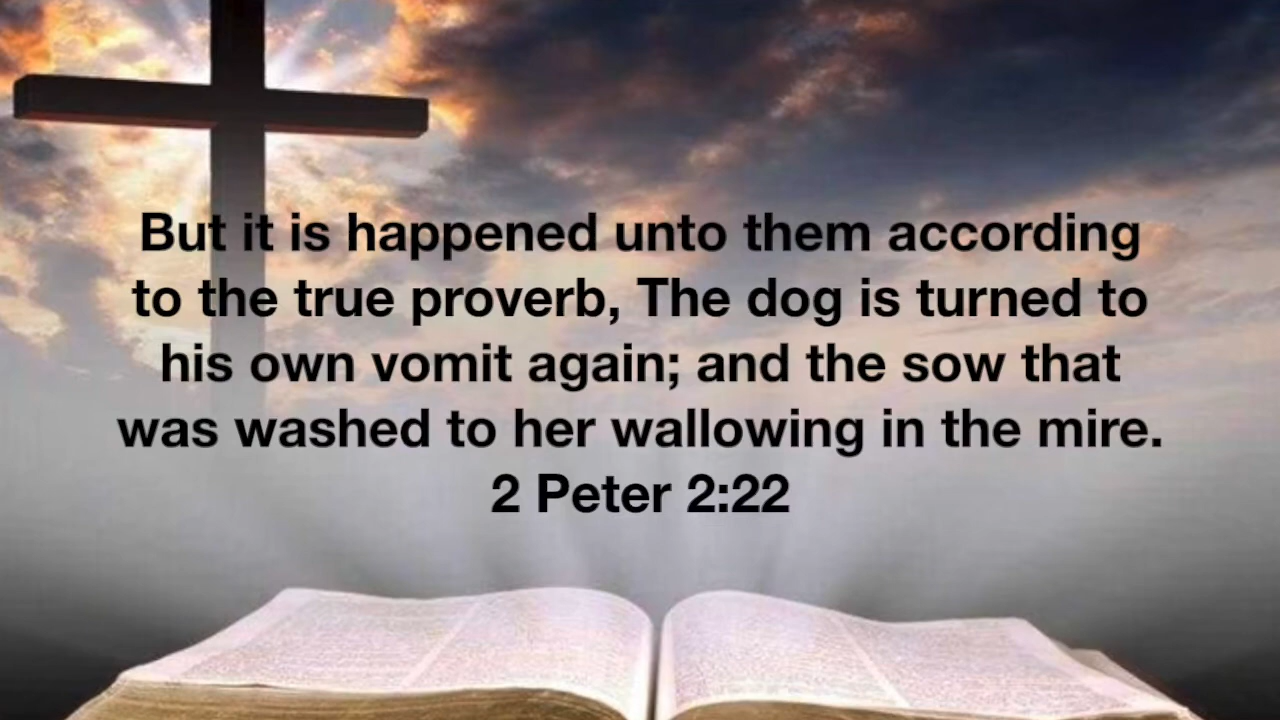 But it is happened unto them according
to the true proverb, The dog is turned to
his own vomit again; and the sow that
was washed to her wallowing in the mire.
2 Peter 2:22